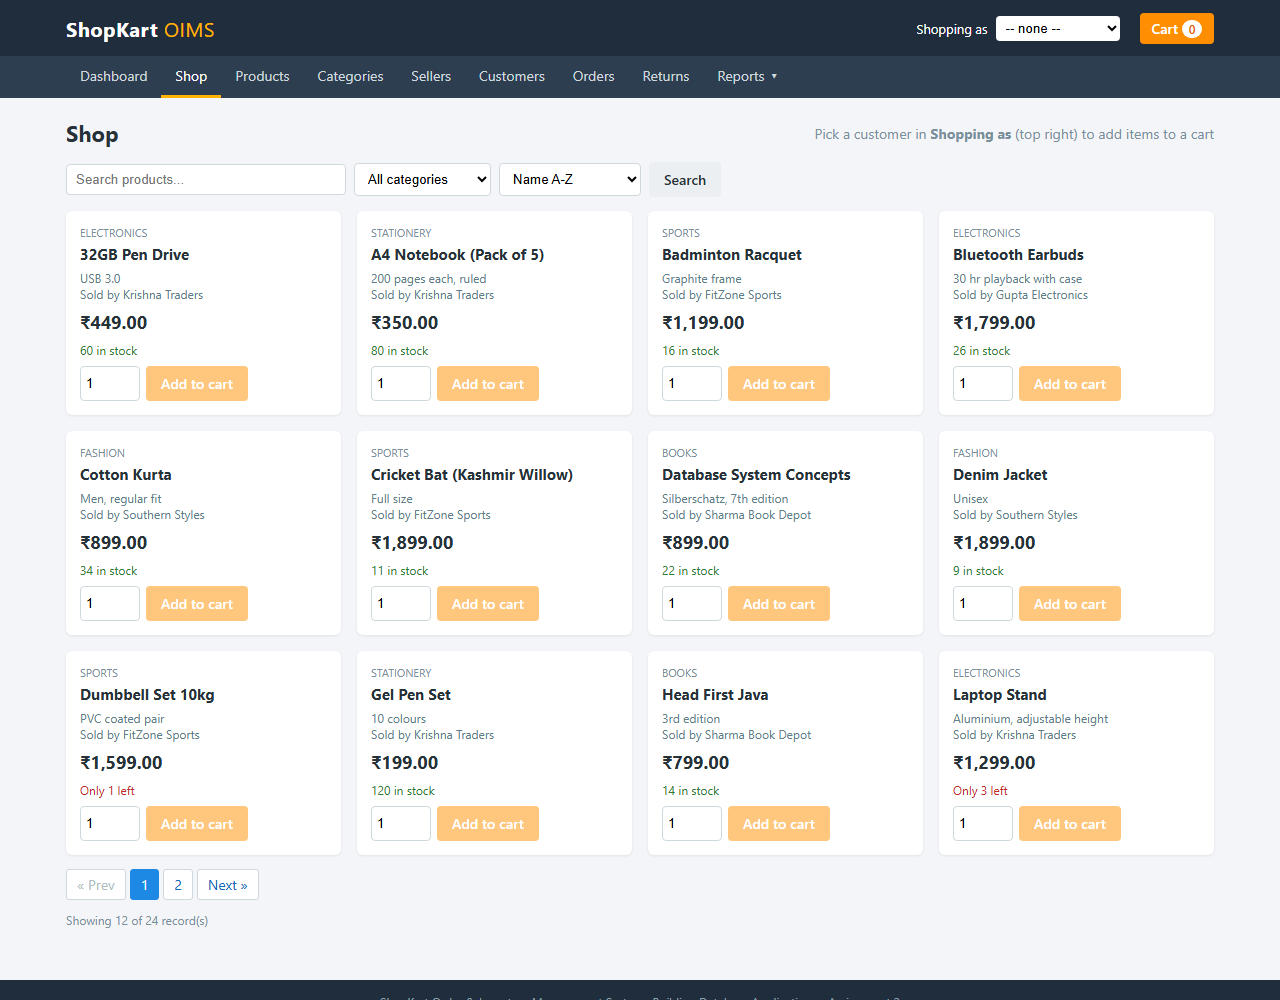 ShopKart OIMS
Shopping as -- none -- Cart 0
Dashboard Shop Products Categories Sellers Customers Orders Returns Reports ▾
Shop
Pick a customer in Shopping as (top right) to add items to a cart
Search products... All categories Name A-Z Search
ELECTRONICS
32GB Pen Drive
USB 3.0
Sold by Krishna Traders
₹449.00
60 in stock
1 Add to cart
STATIONERY
A4 Notebook (Pack of 5)
200 pages each, ruled
Sold by Krishna Traders
₹350.00
80 in stock
1 Add to cart
SPORTS
Badminton Racquet
Graphite frame
Sold by FitZone Sports
₹1,199.00
16 in stock
1 Add to cart
ELECTRONICS
Bluetooth Earbuds
30 hr playback with case
Sold by Gupta Electronics
₹1,799.00
26 in stock
1 Add to cart
FASHION
Cotton Kurta
Men, regular fit
Sold by Southern Styles
₹899.00
34 in stock
1 Add to cart
SPORTS
Cricket Bat (Kashmir Willow)
Full size
Sold by FitZone Sports
₹1,899.00
11 in stock
1 Add to cart
BOOKS
Database System Concepts
Silberschatz, 7th edition
Sold by Sharma Book Depot
₹899.00
22 in stock
1 Add to cart
FASHION
Denim Jacket
Unisex
Sold by Southern Styles
₹1,899.00
9 in stock
1 Add to cart
SPORTS
Dumbbell Set 10kg
PVC coated pair
Sold by FitZone Sports
₹1,599.00
Only 1 left
1 Add to cart
STATIONERY
Gel Pen Set
10 colours
Sold by Krishna Traders
₹199.00
120 in stock
1 Add to cart
BOOKS
Head First Java
3rd edition
Sold by Sharma Book Depot
₹799.00
14 in stock
1 Add to cart
ELECTRONICS
Laptop Stand
Aluminium, adjustable height
Sold by Krishna Traders
₹1,299.00
Only 3 left
1 Add to cart
« Prev 1 2 Next »
Showing 12 of 24 record(s)